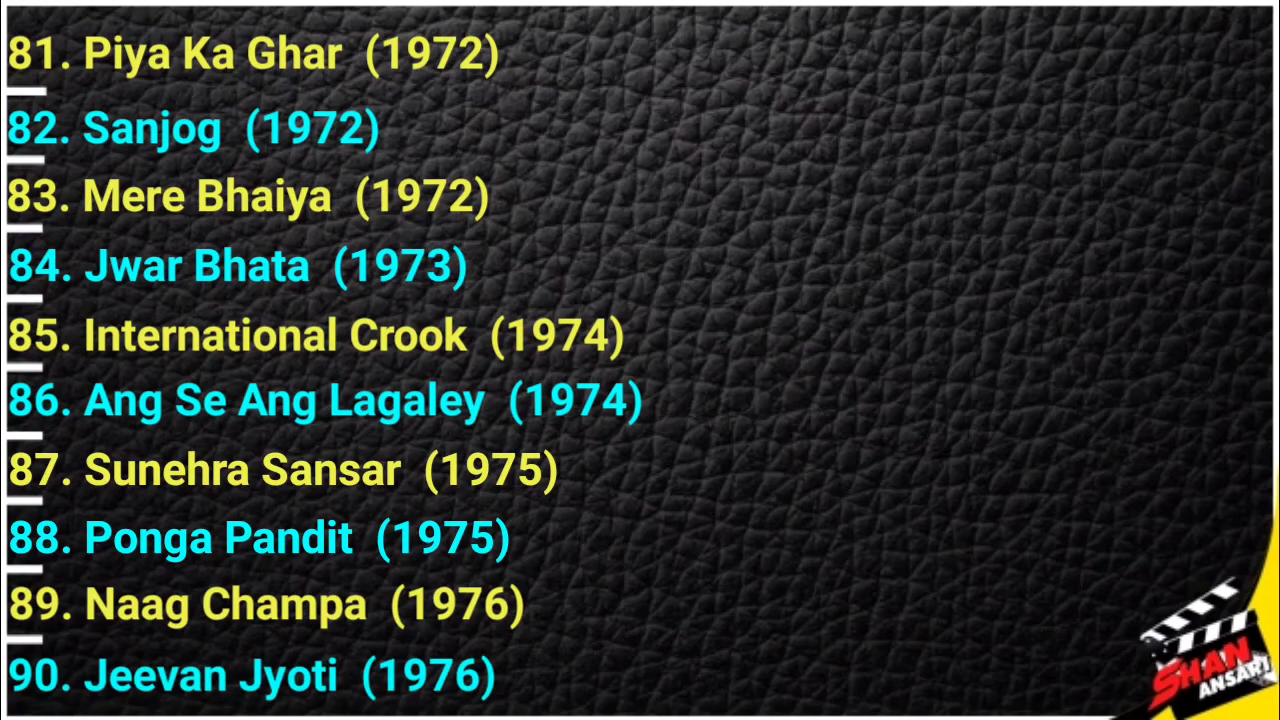 81. Piya Ka Ghar (1972)
82. Sanjog (1972)
83. Mere Bhaiya (1972)
84. Jwar Bhata (1973)
85. International Crook (1974)
86. Ang Se Ang Lagaley (1974)
87. Sunehra Sansar (1975)
88. Ponga Pandit (1975)
89. Naag Champa (1976)
90. Jeevan Jyoti (1976)
SHAN
ANSARI